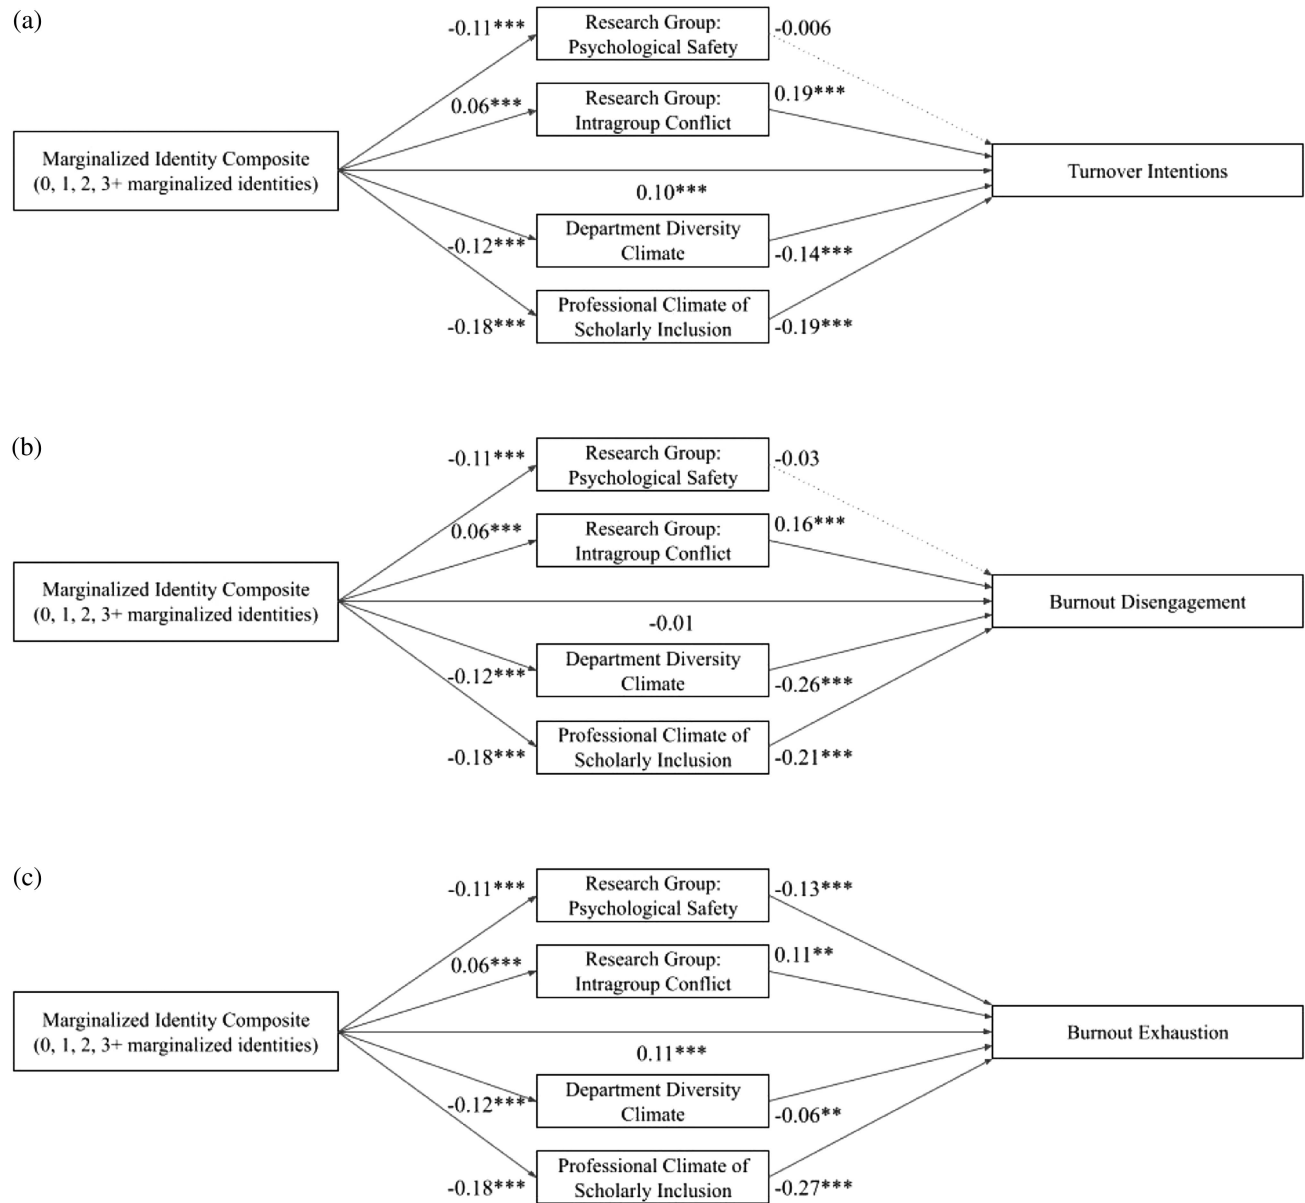 (a)
-0.11***
Research Group:
Psychological Safety
-0.006
0.06***
Research Group:
Intragroup Conflict
0.19***
Marginalized Identity Composite
(0, 1, 2, 3+ marginalized identities)
0.10***
Turnover Intentions
-0.12***
Department Diversity
Climate
-0.14***
-0.18***
Professional Climate of
Scholarly Inclusion
-0.19***
(b)
-0.11***
Research Group:
Psychological Safety
-0.03
0.06***
Research Group:
Intragroup Conflict
0.16***
Marginalized Identity Composite
(0, 1, 2, 3+ marginalized identities)
-0.01
Burnout Disengagement
-0.12***
Department Diversity
Climate
-0.26***
-0.18***
Professional Climate of
Scholarly Inclusion
-0.21***
(c)
-0.11***
Research Group:
Psychological Safety
-0.13***
0.06***
Research Group:
Intragroup Conflict
0.11**
Marginalized Identity Composite
(0, 1, 2, 3+ marginalized identities)
0.11***
Burnout Exhaustion
-0.12***
Department Diversity
Climate
-0.06**
-0.18***
Professional Climate of
Scholarly Inclusion
-0.27***